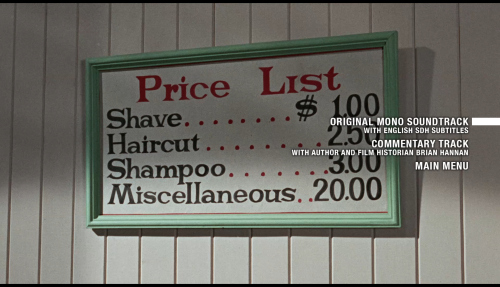 Price List
Shave........$ 1.00
Haircut........2.50
Shampoo......3.00
Miscellaneous..20.00
ORIGINAL MONO SOUNDTRACK
WITH ENGLISH SDH SUBTITLES
COMMENTARY TRACK
WITH AUTHOR AND FILM HISTORIAN BRIAN HANNAN
MAIN MENU